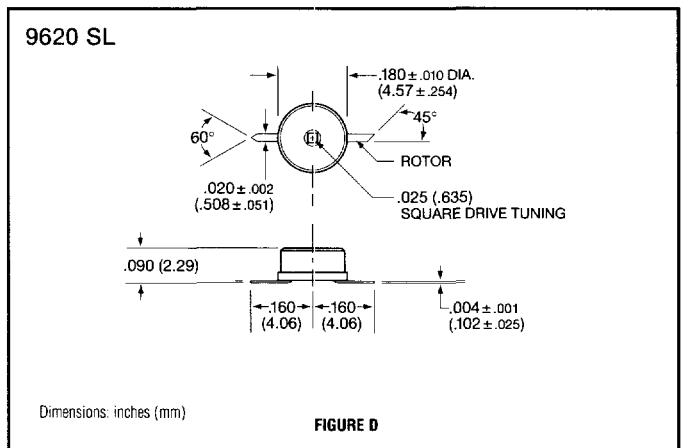 9620 SL
.180±.010 DIA.
(4.57±.254)
45°
60°
ROTOR
.020±.002
(.508±.051)
.025 (.635)
SQUARE DRIVE TUNING
.090 (2.29)
.160 .160
(4.06) (4.06)
.004±.001
(.102±.025)
Dimensions: inches (mm)
FIGURE D